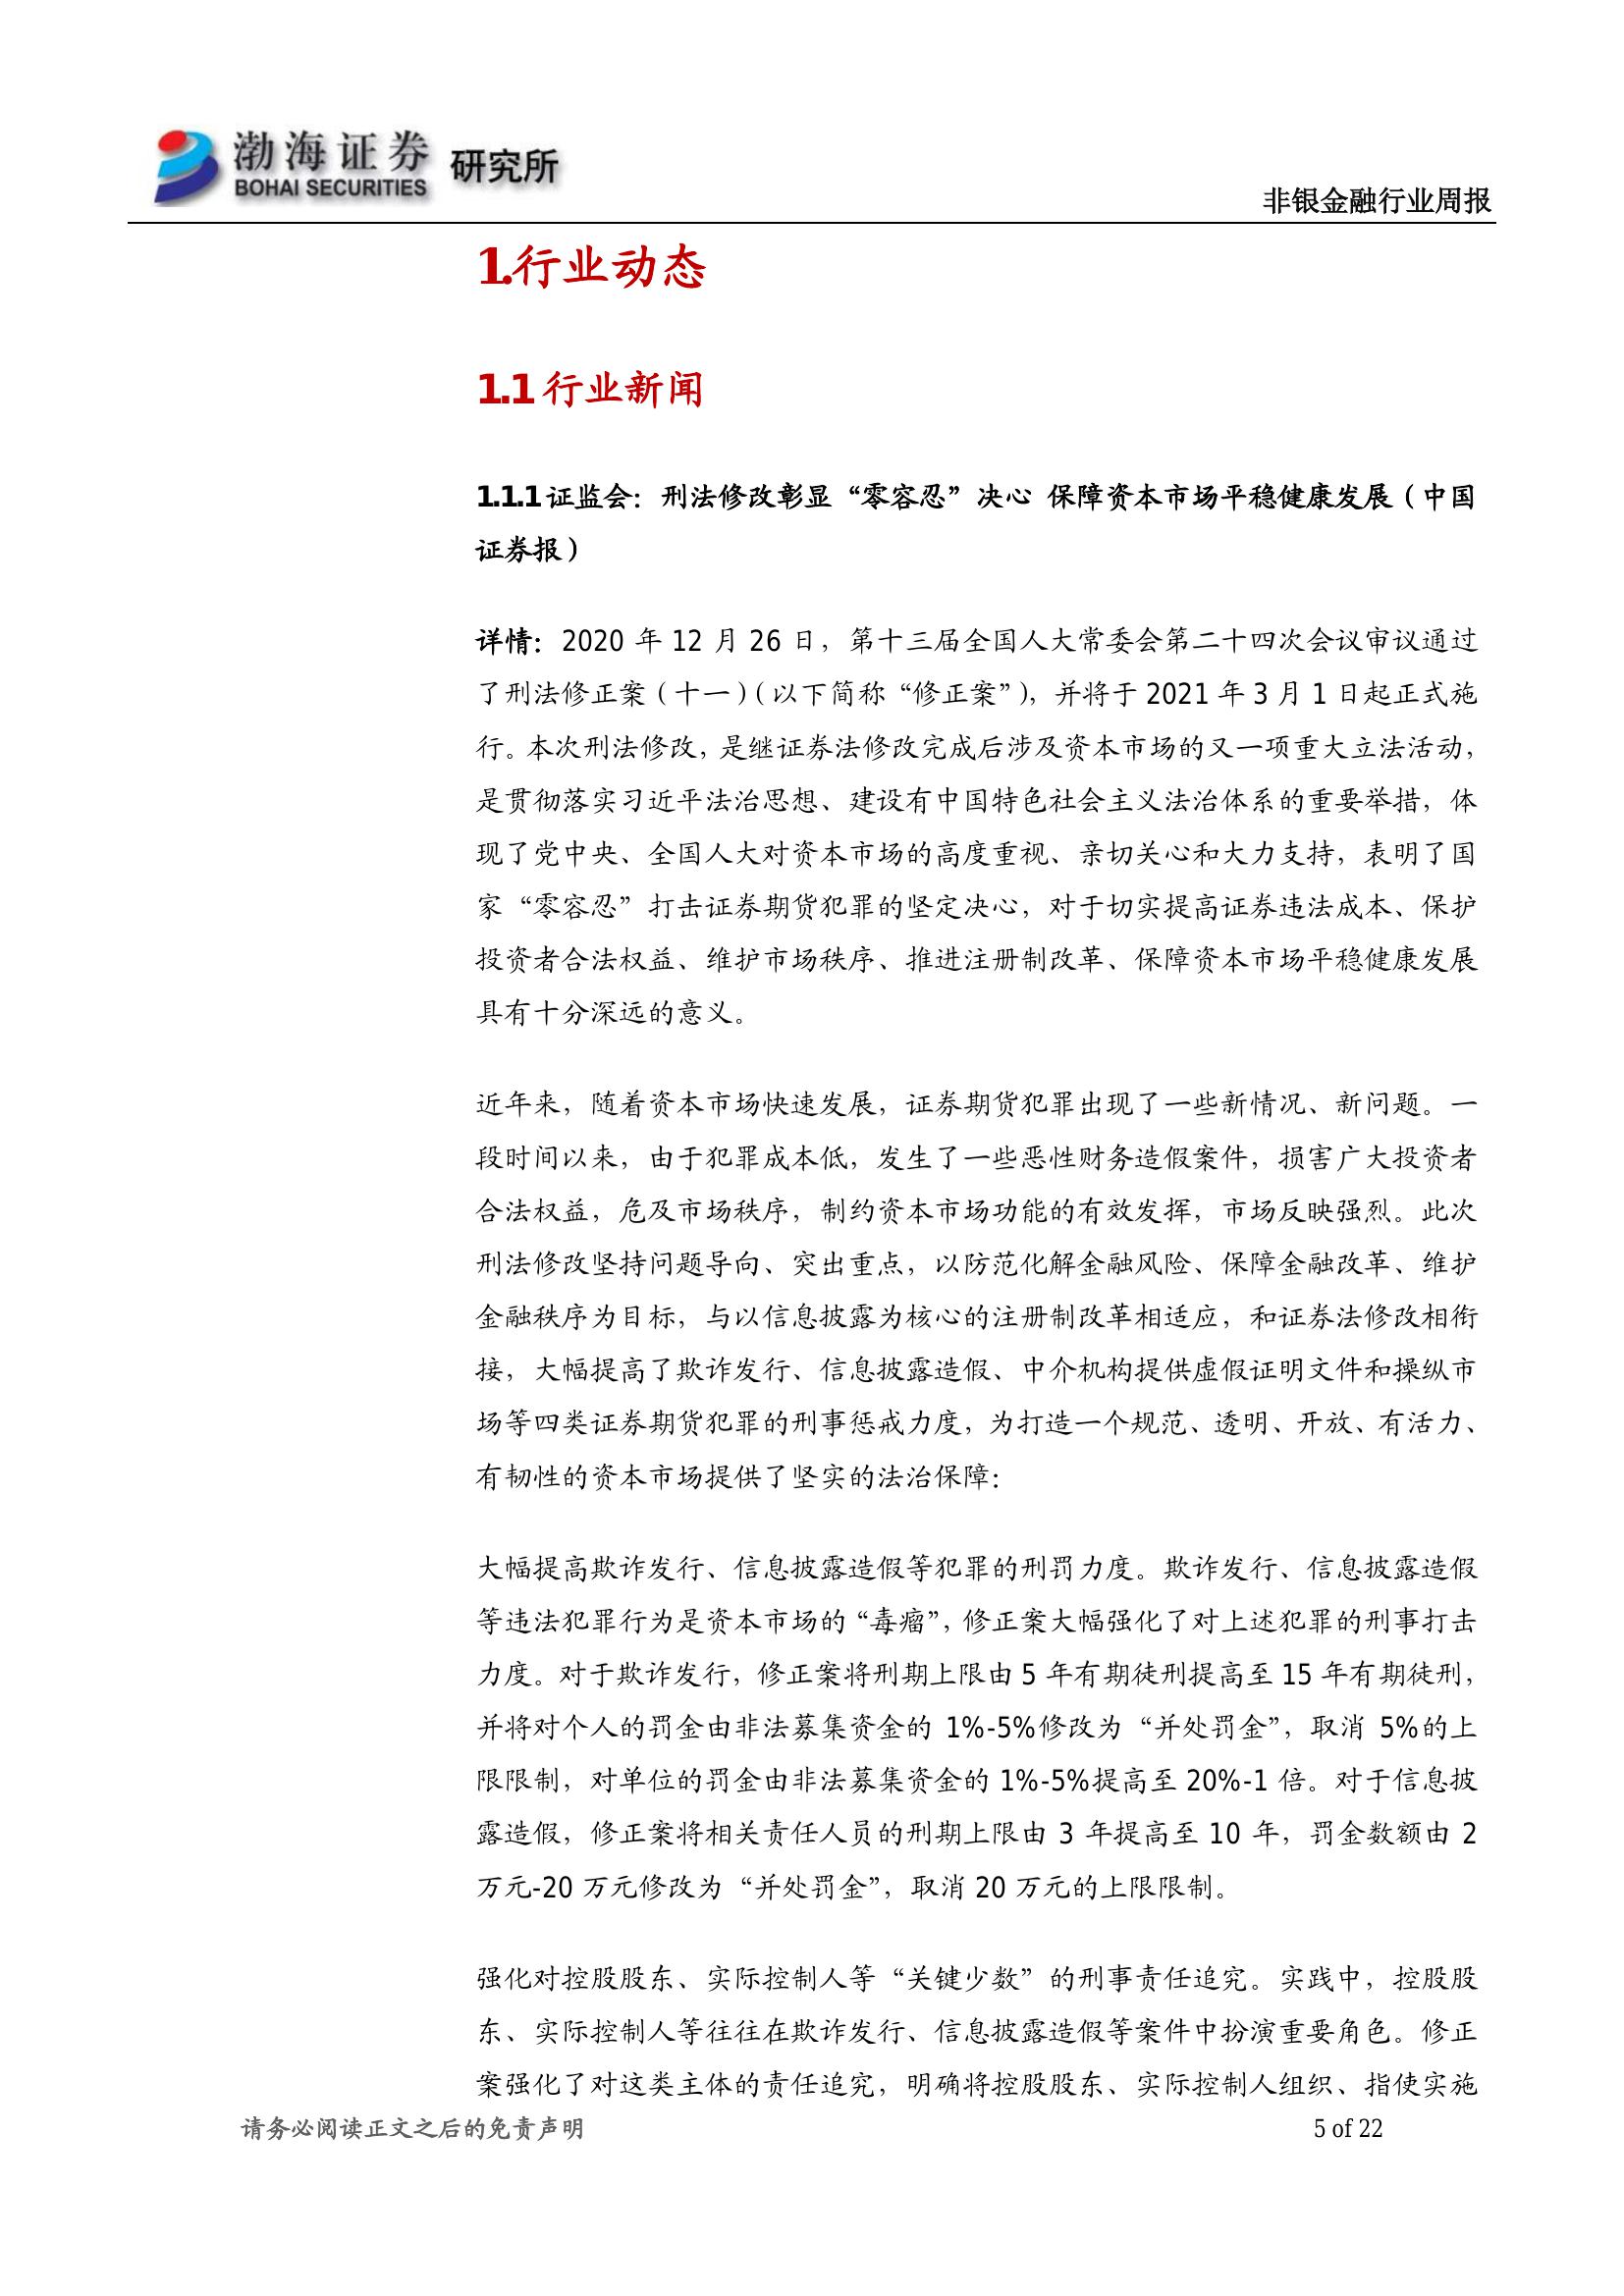 渤海证券 研究所
BOHAI SECURITIES
非银金融行业周报
1.行业动态
1.1 行业新闻
1.1.1 证监会：刑法修改彰显“零容忍”决心 保障资本市场平稳健康发展（中国
证券报）
详情：2020 年 12 月 26 日，第十三届全国人大常委会第二十四次会议审议通过
了刑法修正案（十一）（以下简称“修正案”），并将于 2021 年 3 月 1 日起正式施
行。本次刑法修改，是继证券法修改完成后涉及资本市场的又一项重大立法活动，
是贯彻落实习近平法治思想、建设有中国特色社会主义法治体系的重要举措，体
现了党中央、全国人大对资本市场的高度重视、亲切关心和大力支持，表明了国
家“零容忍”打击证券期货犯罪的坚定决心，对于切实提高证券违法成本、保护
投资者合法权益、维护市场秩序、推进注册制改革、保障资本市场平稳健康发展
具有十分深远的意义。
近年来，随着资本市场快速发展，证券期货犯罪出现了一些新情况、新问题。一
段时间以来，由于犯罪成本低，发生了一些恶性财务造假案件，损害广大投资者
合法权益，危及市场秩序，制约资本市场功能的有效发挥，市场反映强烈。此次
刑法修改坚持问题导向、突出重点，以防范化解金融风险、保障金融改革、维护
金融秩序为目标，与以信息披露为核心的注册制改革相适应，和证券法修改相衔
接，大幅提高了欺诈发行、信息披露造假、中介机构提供虚假证明文件和操纵市
场等四类证券期货犯罪的刑事惩戒力度，为打造一个规范、透明、开放、有活力、
有韧性的资本市场提供了坚实的法治保障：
大幅提高欺诈发行、信息披露造假等犯罪的刑罚力度。欺诈发行、信息披露造假
等违法犯罪行为是资本市场的“毒瘤”，修正案大幅强化了对上述犯罪的刑事打击
力度。对于欺诈发行，修正案将刑期上限由 5 年有期徒刑提高至 15 年有期徒刑，
并将对个人的罚金由非法募集资金的 1%-5%修改为“并处罚金”，取消 5%的上
限限制，对单位的罚金由非法募集资金的 1%-5%提高至 20%-1 倍。对于信息披
露造假，修正案将相关责任人员的刑期上限由 3 年提高至 10 年，罚金数额由 2
万元-20 万元修改为“并处罚金”，取消 20 万元的上限限制。
强化对控股股东、实际控制人等“关键少数”的刑事责任追究。实践中，控股股
东、实际控制人等往往在欺诈发行、信息披露造假等案件中扮演重要角色。修正
案强化了对这类主体的责任追究，明确将控股股东、实际控制人组织、指使实施
请务必阅读正文之后的免责声明
5 of 22